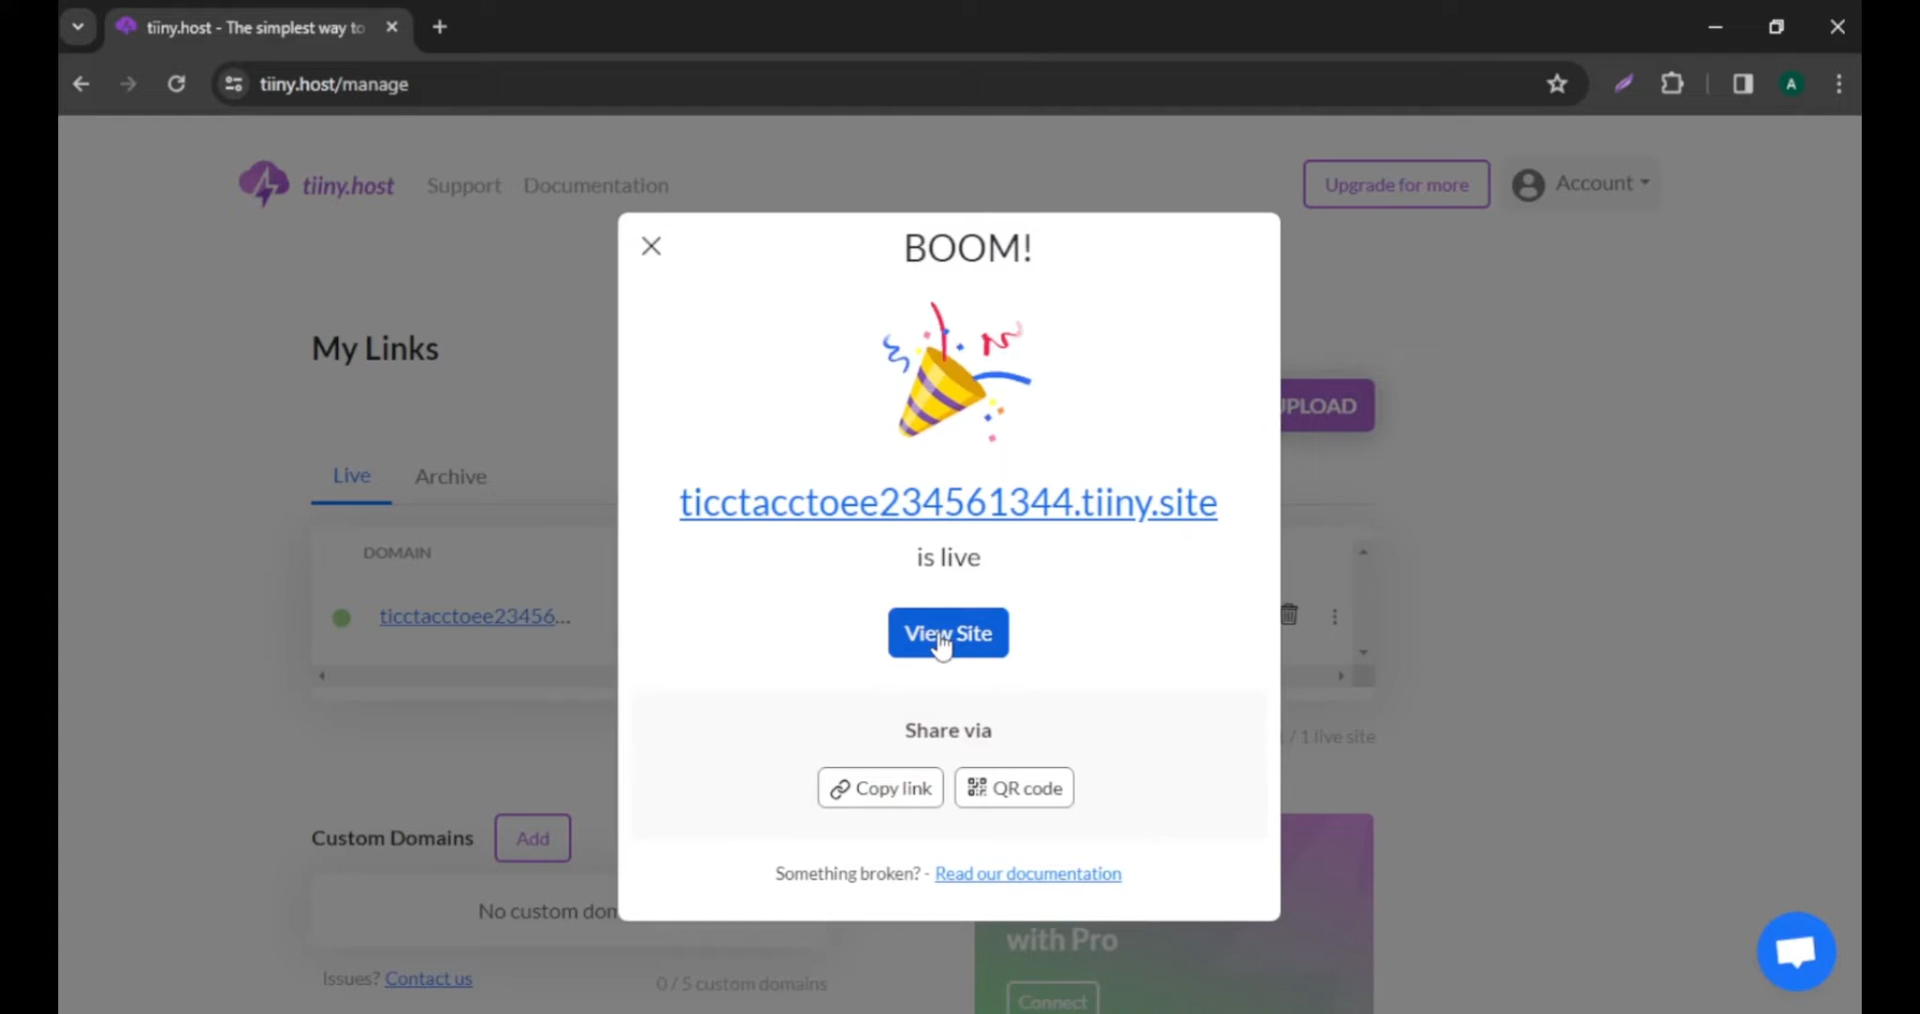 tiiny.host - The simplest way to
tiiny.host/manage
A
tiiny.host
Support
Documentation
Upgrade for more
Account
BOOM!
My Links
UPLOAD
Live
Archive
ticctacctoee234561344.tiiny.site
is live
DOMAIN
ticctacctoee23456...
View Site
Share via
/ 1 live site
Copy link
QR code
Custom Domains
Add
Something broken? - Read our documentation
No custom dom
with Pro
Issues? Contact us
0 / 5 custom domains
Connect